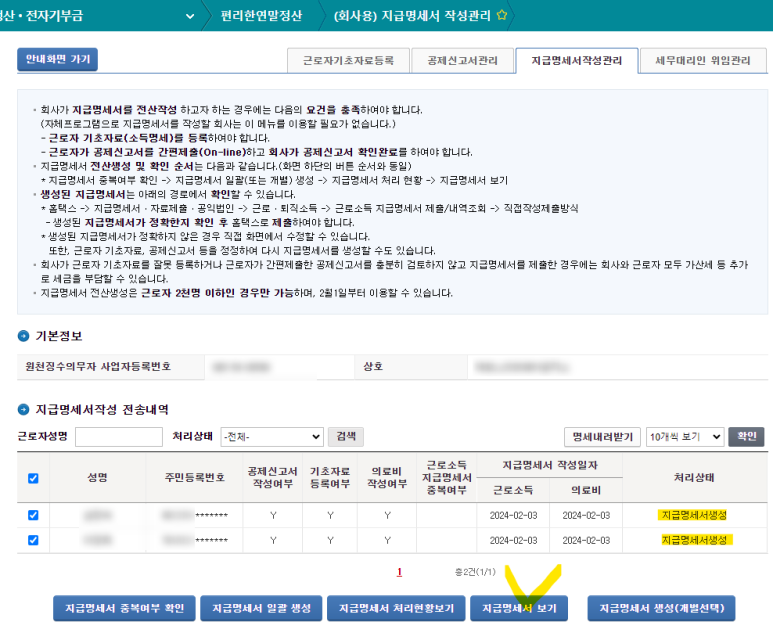 산 · 전자기부금 편리한연말정산 (회사용) 지급명세서 작성관리
안내화면 가기 근로자기초자료등록 공제신고서관리 지급명세서작성관리 세무대리인 위임관리
· 회사가 지급명세서를 전산작성 하고자 하는 경우에는 다음의 요건을 충족하여야 합니다.
(자체프로그램으로 지급명세서를 작성할 회사는 이 메뉴를 이용할 필요가 없습니다.)
- 근로자 기초자료(소득명세)를 등록하여야 합니다.
- 근로자가 공제신고서를 간편제출(On-line)하고 회사가 공제신고서 확인완료를 하여야 합니다.
· 지급명세서 전산생성 및 확인 순서는 다음과 같습니다.(화면 하단의 버튼 순서와 동일)
* 지급명세서 중복여부 확인 -> 지급명세서 일괄(또는 개별) 생성 -> 지급명세서 처리 현황 -> 지급명세서 보기
· 생성된 지급명세서는 아래의 경로에서 확인할 수 있습니다.
* 홈택스 -> 지급명세서 · 자료제출 · 공익법인 -> 근로 · 퇴직소득 -> 근로소득 지급명세서 제출/내역조회 -> 직접작성제출방식
- 생성된 지급명세서가 정확한지 확인 후 홈택스로 제출하여야 합니다.
* 생성된 지급명세서가 정확하지 않은 경우 직접 화면에서 수정할 수 있습니다.
또한, 근로자 기초자료, 공제신고서 등을 정정하여 다시 지급명세서를 생성할 수도 있습니다.
· 회사가 근로자 기초자료를 잘못 등록하거나 근로자가 간편제출한 공제신고서를 충분히 검토하지 않고 지급명세서를 제출한 경우에는 회사와 근로자 모두 가산세 등 추가
로 세금을 부담할 수 있습니다.
· 지급명세서 전산생성은 근로자 2천명 이하인 경우만 가능하며, 2월1일부터 이용할 수 있습니다.
기본정보
원천징수의무자 사업자등록번호 상호
지급명세서작성 전송내역
근로자성명 처리상태 -전체- 검색 명세내려받기 10개씩 보기 확인
성명 주민등록번호 공제신고서 작성여부 기초자료 등록여부 의료비 작성여부 근로소득 지급명세서 중복여부 지급명세서 작성일자 처리상태
근로소득 의료비
******* Y Y Y 2024-02-03 2024-02-03 지급명세서생성
******* Y Y Y 2024-02-03 2024-02-03 지급명세서생성
1 총2건(1/1)
지급명세서 중복여부 확인 지급명세서 일괄 생성 지급명세서 처리현황보기 지급명세서 보기 지급명세서 생성(개별선택)